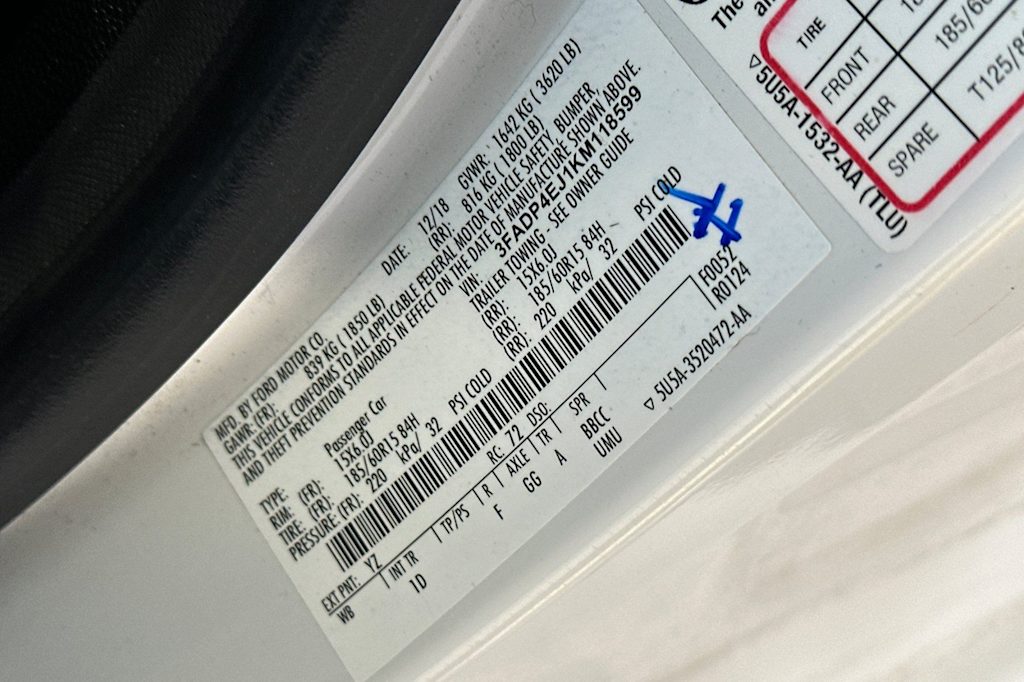 MFD. BY FORD MOTOR CO.
DATE: 12/18 GVWR: 1642 KG ( 3620 LB)
GAWR: (FR): 839 KG ( 1850 LB) (RR): 816 KG ( 1800 LB)
THIS VEHICLE CONFORMS TO ALL APPLICABLE FEDERAL MOTOR VEHICLE SAFETY, BUMPER,
AND THEFT PREVENTION STANDARDS IN EFFECT ON THE DATE OF MANUFACTURE SHOWN ABOVE.
VIN: 3FADP4EJ1KM118599
TYPE: Passenger Car TRAILER TOWING - SEE OWNER GUIDE
RIM: (FR): 15X6.0J (RR): 15X6.0J
TIRE: (FR): 185/60R15 84H (RR): 185/60R15 84H
PRESSURE (FR): 220 kPa/ 32 PSI COLD (RR): 220 kPa/ 32 PSI COLD
EXT PNT: YZ RC: 72 DSO: F0052
WB INT TR TP/PS R AXLE TR SPR R0124
1D F GG A BBCC
UMU
▽ 5U5A-3520472-AA
The
an
TIRE
FRONT 18
REAR 185/60
SPARE T125/80
▽5U5A-1532-AA (TLU)